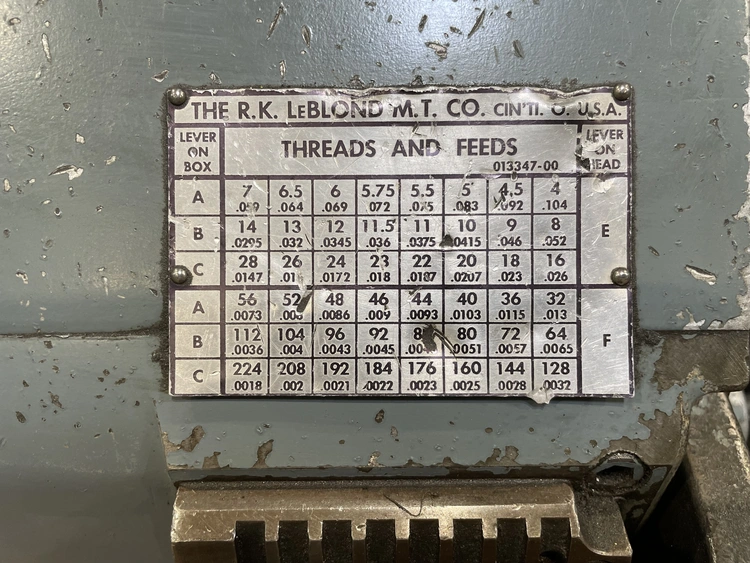 THE R.K. LeBLOND M.T. CO. CIN'TI. O. U.S.A.
LEVER ON BOX THREADS AND FEEDS 013347-00 LEVER ON HEAD
A 7 6.5 6 5.75 5.5 5 4.5 4
.059 .064 .069 .072 .075 .083 .092 .104
B 14 13 12 11.5 11 10 9 8 E
.0295 .032 .0345 .036 .0375 .0415 .046 .052
C 28 26 24 23 22 20 18 16
.0147 .0172 .018 .0187 .0207 .023 .026
A 56 52 48 46 44 40 36 32
.0073 .0086 .009 .0093 .0103 .0115 .013
B 112 104 96 92 80 72 64 F
.0036 .004 .0043 .0045 .0051 .0057 .0065
C 224 208 192 184 176 160 144 128
.0018 .002 .0021 .0022 .0023 .0025 .0028 .0032